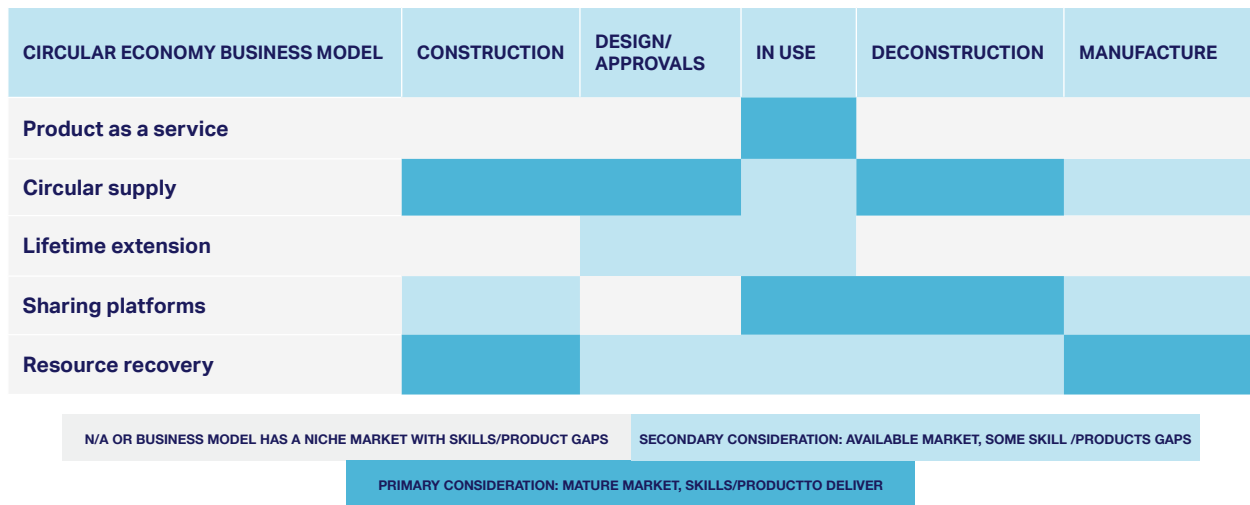 CIRCULAR ECONOMY BUSINESS MODEL
CONSTRUCTION
DESIGN/
APPROVALS
IN USE
DECONSTRUCTION
MANUFACTURE
Product as a service
Circular supply
Lifetime extension
Sharing platforms
Resource recovery
N/A OR BUSINESS MODEL HAS A NICHE MARKET WITH SKILLS/PRODUCT GAPS
SECONDARY CONSIDERATION: AVAILABLE MARKET, SOME SKILL /PRODUCTS GAPS
PRIMARY CONSIDERATION: MATURE MARKET, SKILLS/PRODUCTTO DELIVER